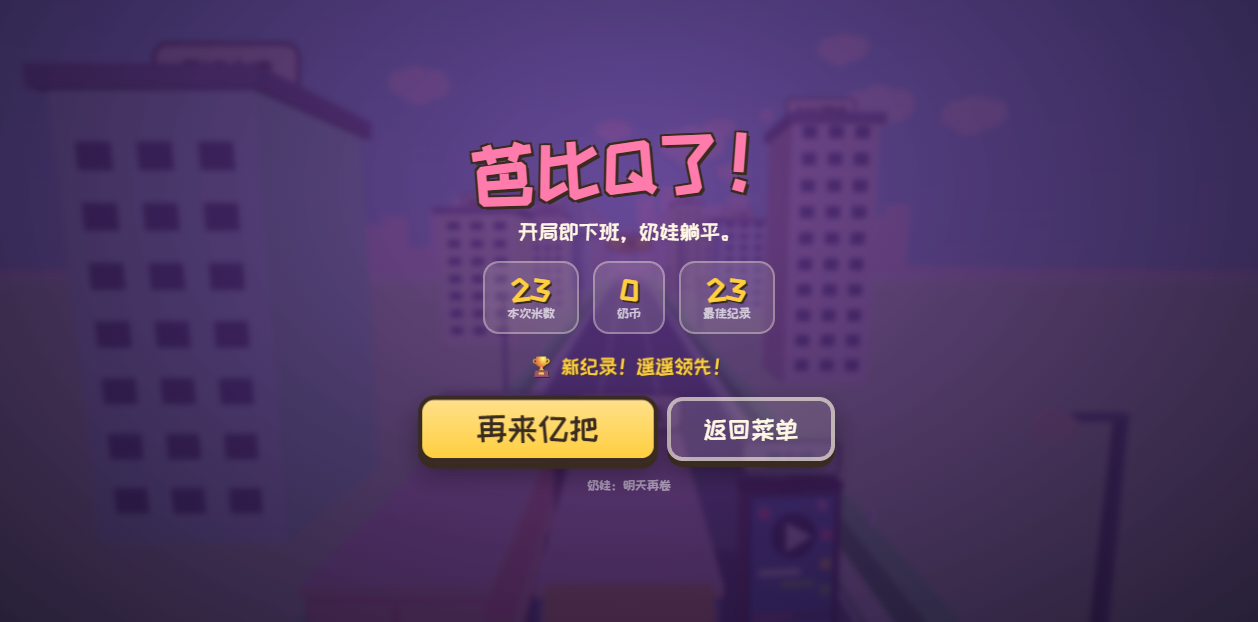 芭比Q了！
开局即下班，奶娃躺平。
23 0 23
本次米数 奶币 最佳纪录
🏆 新纪录！遥遥领先！
再来亿把 返回菜单
奶娃：明天再卷